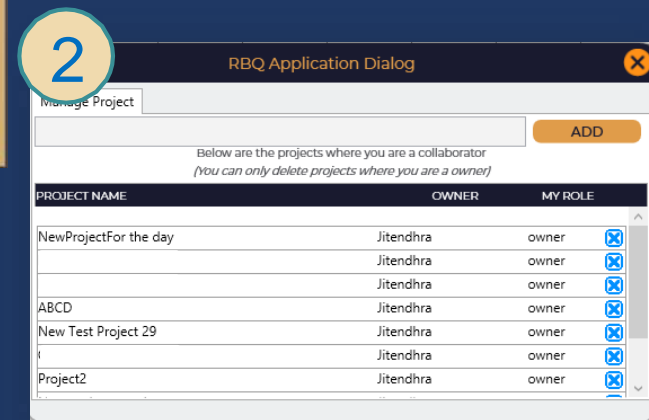 2
RBQ Application Dialog
Manage Project
ADD
Below are the projects where you are a collaborator
(You can only delete projects where you are a owner)
PROJECT NAME OWNER MY ROLE
NewProjectFor the day Jitendhra owner
Jitendhra owner
Jitendhra owner
ABCD Jitendhra owner
New Test Project 29 Jitendhra owner
Jitendhra owner
Project2 Jitendhra owner